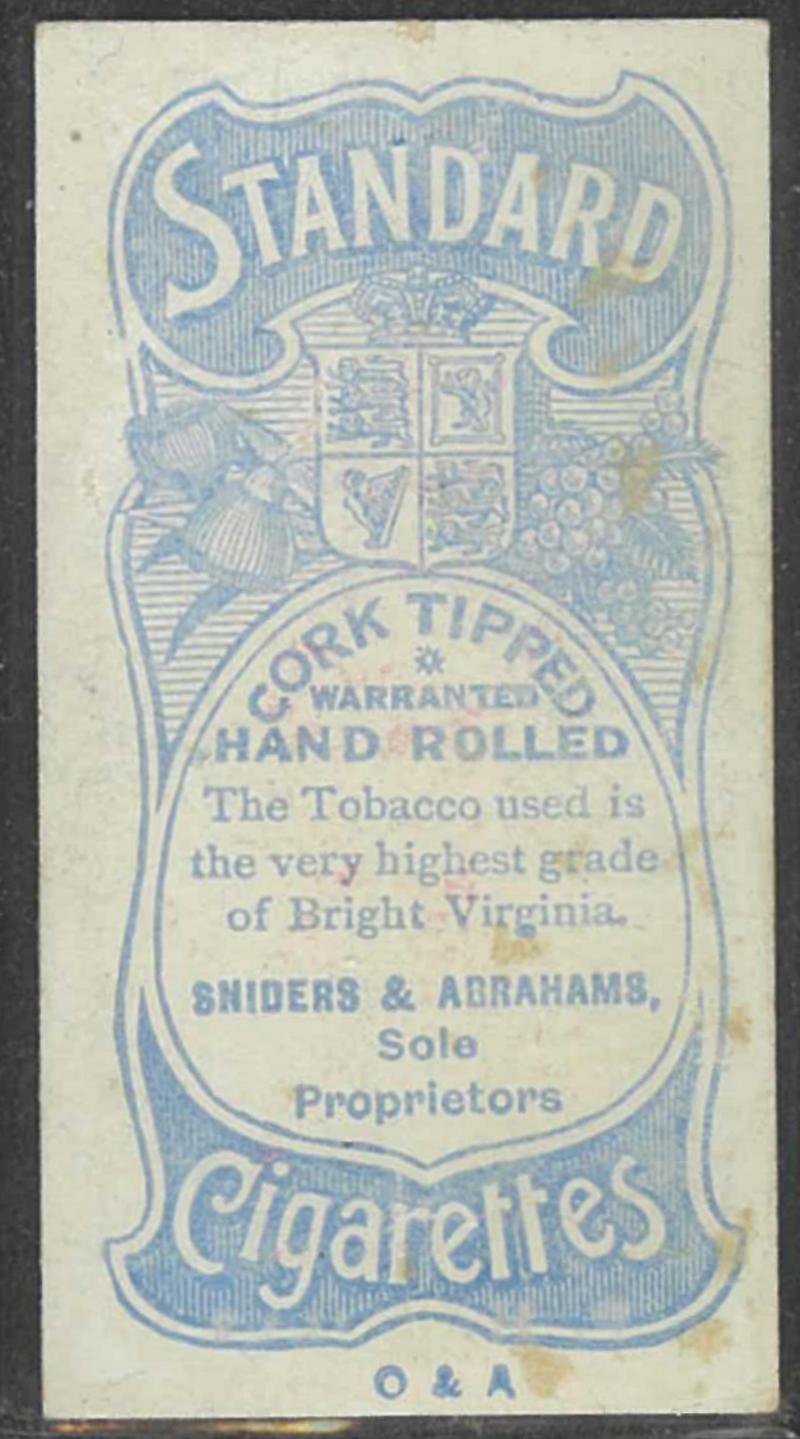 STANDARD
CORK TIPPED
WARRANTED
HAND ROLLED
The Tobacco used is
the very highest grade
of Bright Virginia.
SNIDERS & ABRAHAMS,
Sole
Proprietors
Cigarettes
O & A